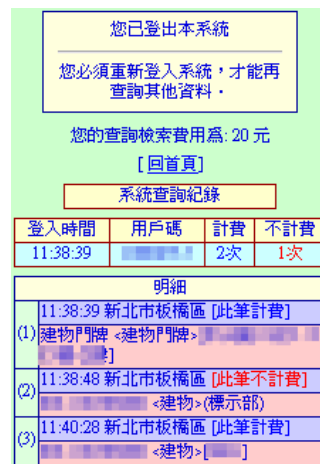 您已登出本系統
您必須重新登入系統，才能再
查詢其他資料．
您的查詢檢索費用爲: 20 元
[ 回首頁]
系統查詢紀錄
登入時間 用戶碼 計費 不計費
11:38:39 2次 1次
明細
(1) 11:38:39 新北市板橋區 [此筆計費]
建物門牌 <建物門牌>
]
(2) 11:38:48 新北市板橋區 [此筆不計費]
<建物>(標示部)
(3) 11:40:28 新北市板橋區 [此筆計費]
<建物>[ ]